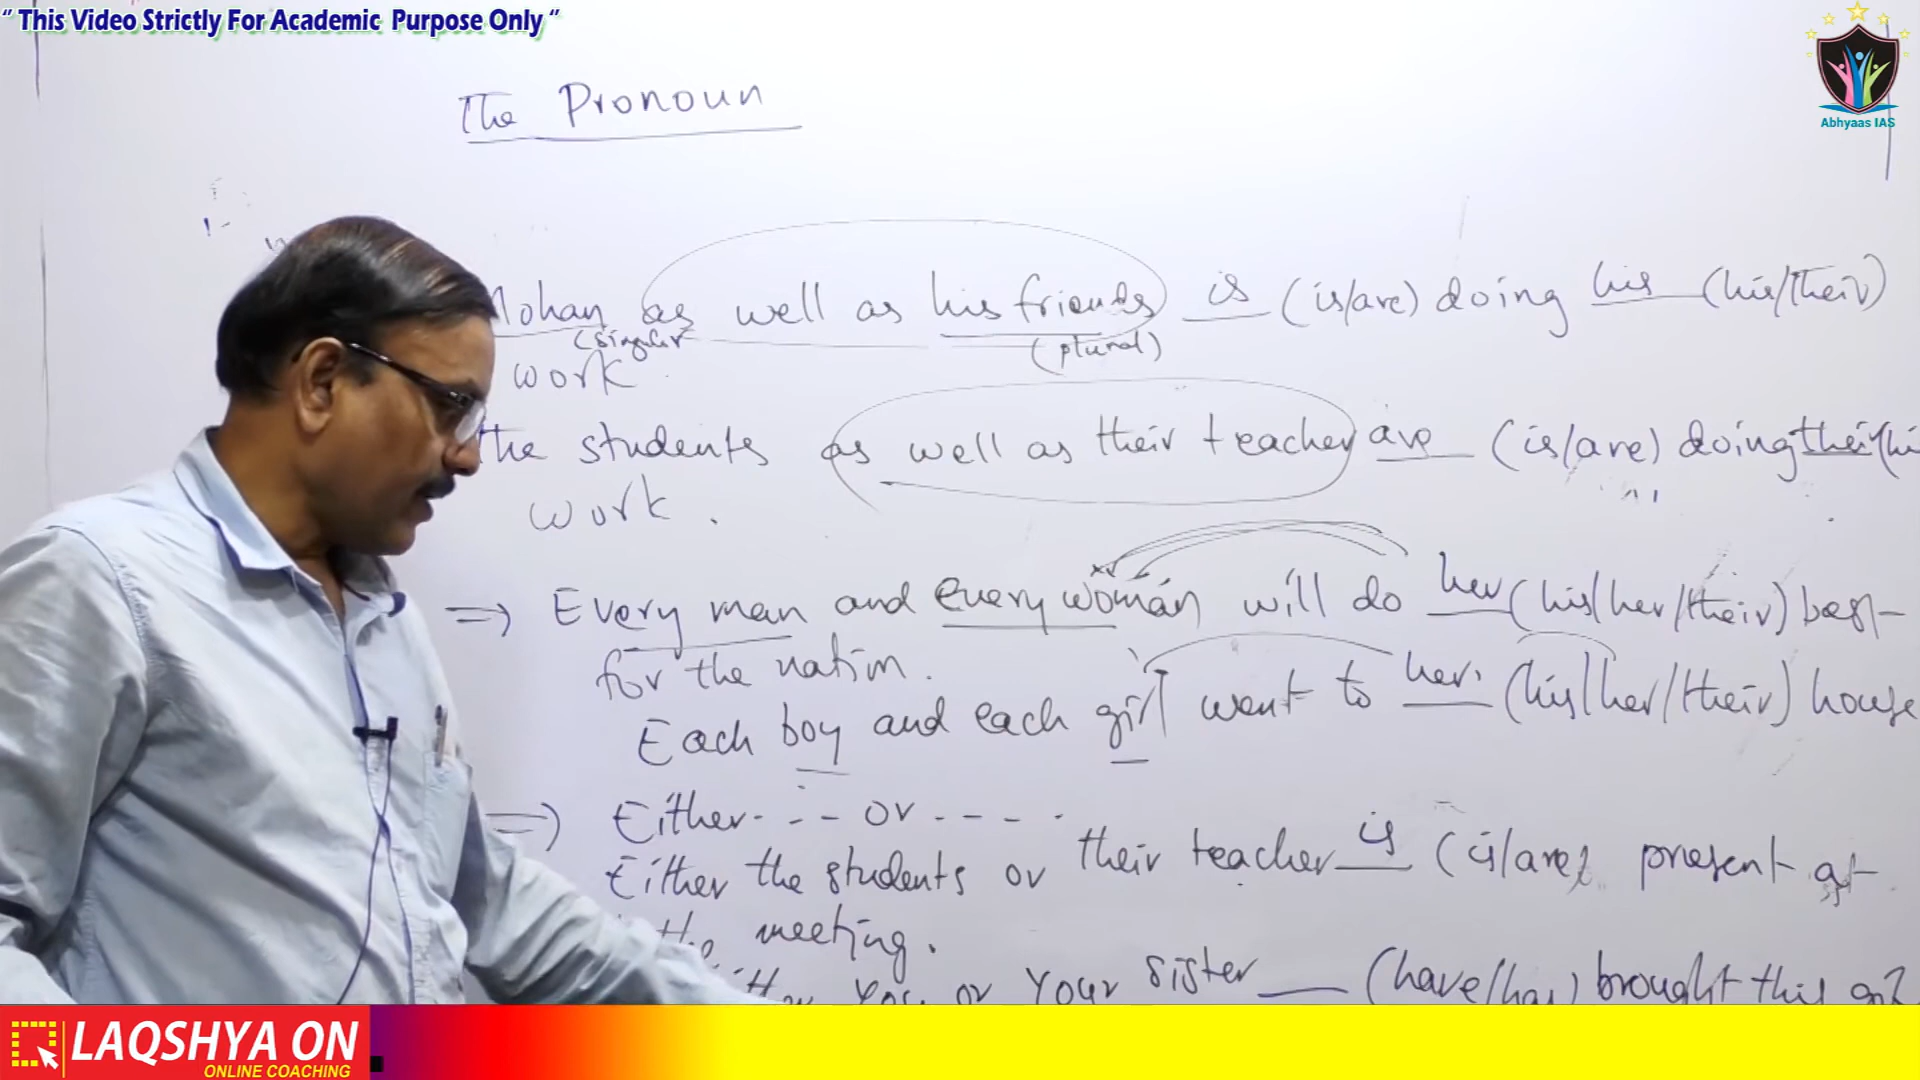 “ This Video Strictly For Academic Purpose Only “
Abhyaas IAS
The Pronoun
Mohan as well as his friends is (is/are) doing his (his/their)
(singular (plural)
work.
the students as well as their teacher are (is/are) doing their (hi
work.
⇒ Every man and every woman will do her (his/her/their) best
for the nation.
Each boy and each girl went to her. (his/her/their) house
⇒ Either - - - or - - - -
Either the students or their teacher is (is/are) present at
the meeting.
you or your sister ___ (have/has) brought this
LAQSHYA ON
ONLINE COACHING